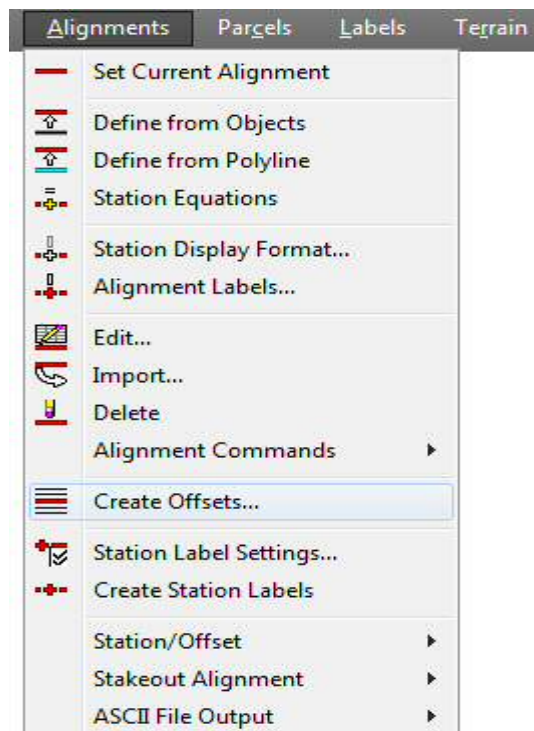 Alignments Parcels Labels Terrain
Set Current Alignment
Define from Objects
Define from Polyline
Station Equations
Station Display Format...
Alignment Labels...
Edit...
Import...
Delete
Alignment Commands
Create Offsets...
Station Label Settings...
Create Station Labels
Station/Offset
Stakeout Alignment
ASCII File Output